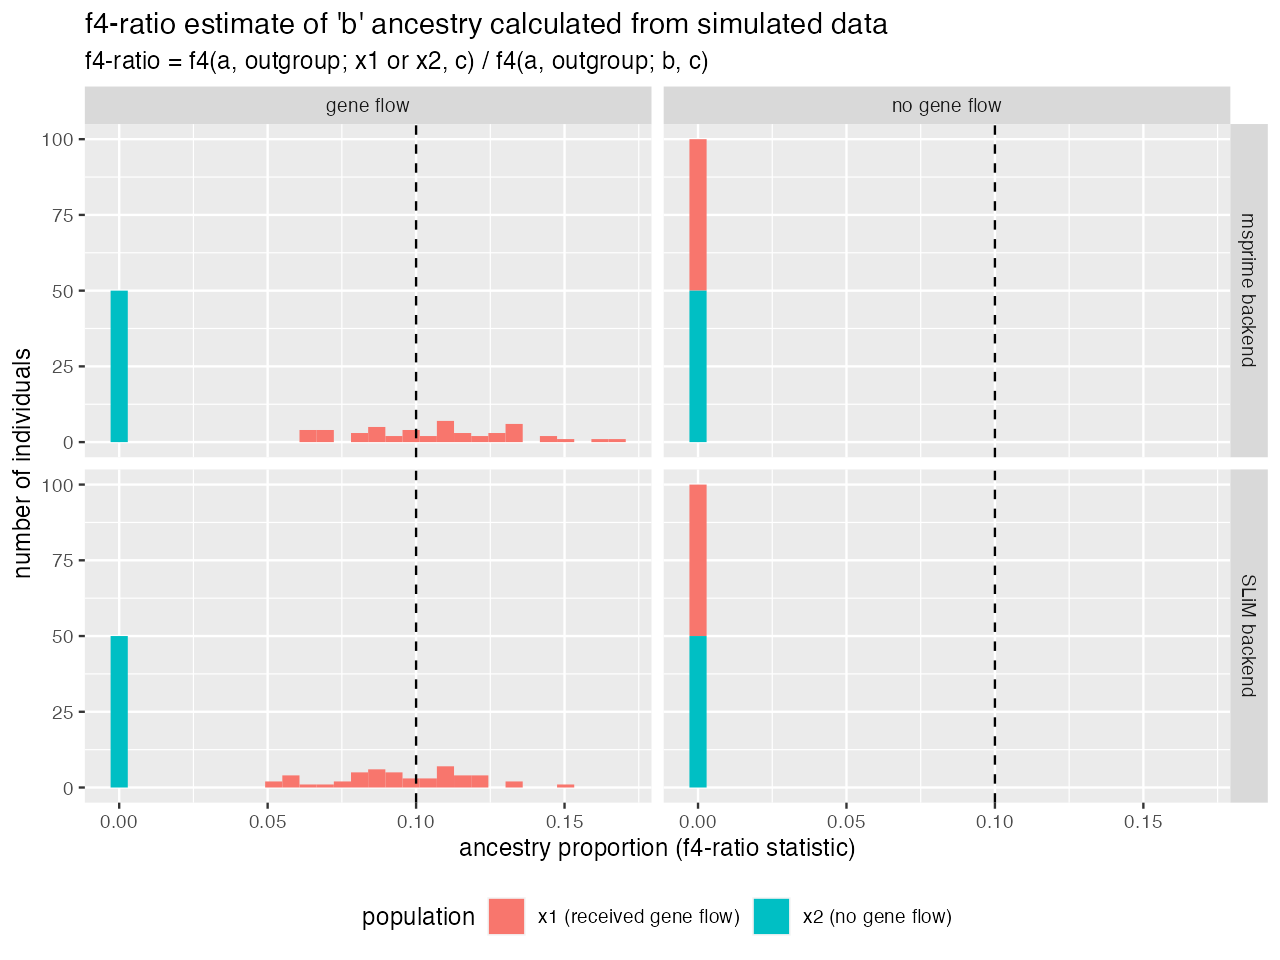 f4-ratio estimate of 'b' ancestry calculated from simulated data
f4-ratio = f4(a, outgroup; x1 or x2, c) / f4(a, outgroup; b, c)
gene flow
no gene flow
number of individuals
100
75
50
25
0
msprime backend
100
75
50
25
0
SLiM backend
0.00 0.05 0.10 0.15 0.00 0.05 0.10 0.15
ancestry proportion (f4-ratio statistic)
population x1 (received gene flow) x2 (no gene flow)